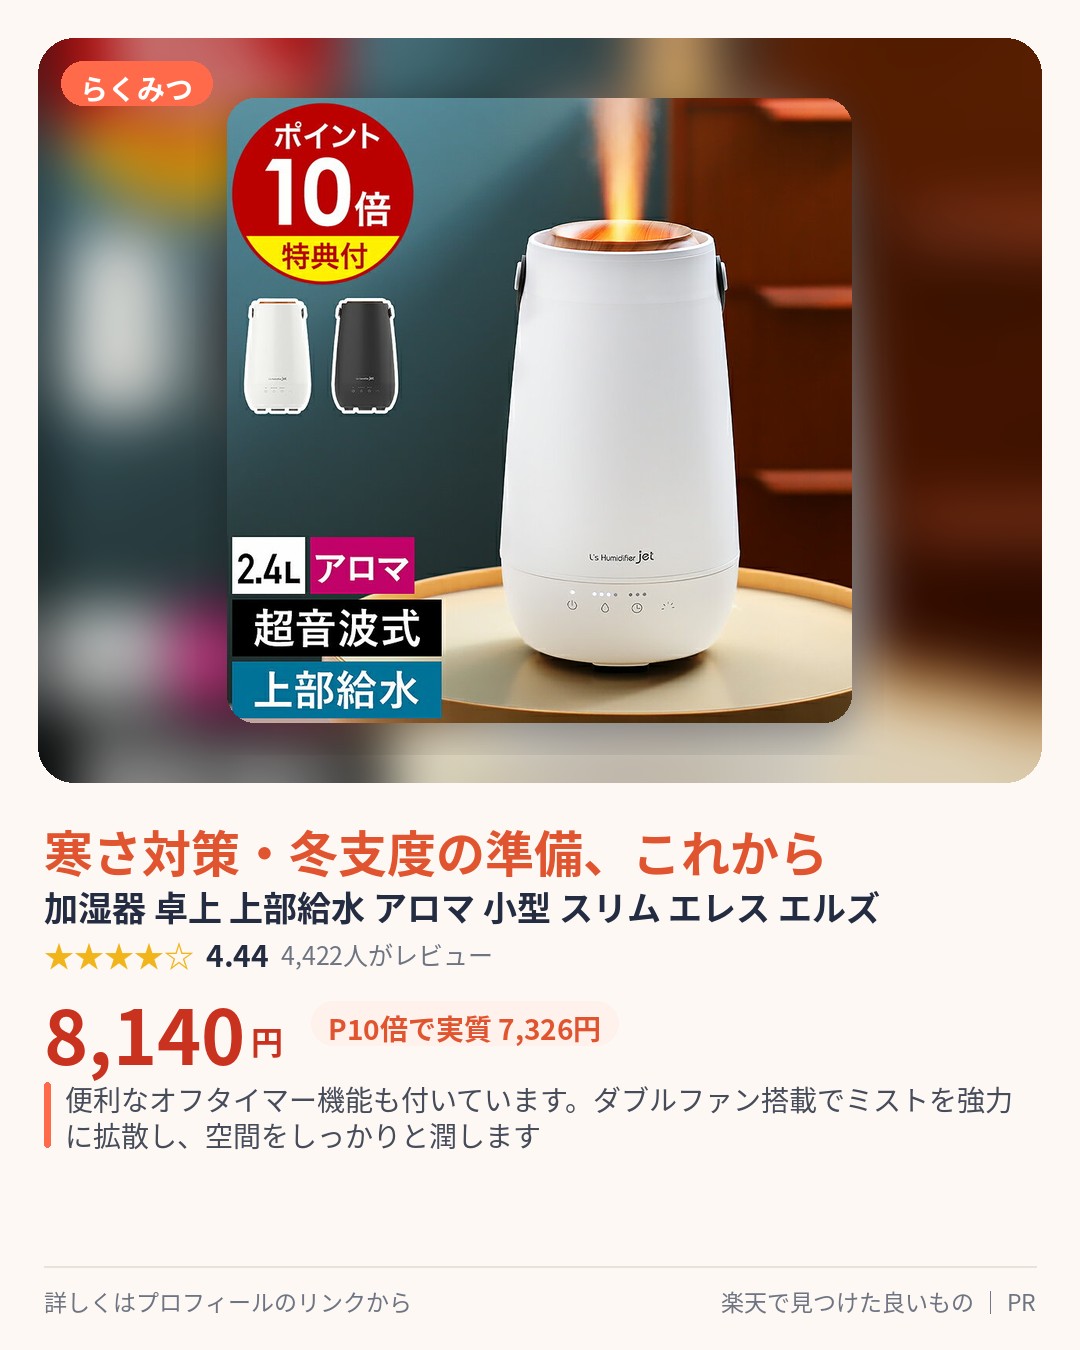 らくみつ
ポイント
10倍
特典付
L's Humidifier jet
2.4L アロマ
超音波式
上部給水
寒さ対策・冬支度の準備、これから
加湿器 卓上 上部給水 アロマ 小型 スリム エレス エルズ
★★★★☆ 4.44 4,422人がレビュー
8,140円 P10倍で実質 7,326円
便利なオフタイマー機能も付いています。ダブルファン搭載でミストを強力
に拡散し、空間をしっかりと潤します
詳しくはプロフィールのリンクから
楽天で見つけた良いもの｜PR